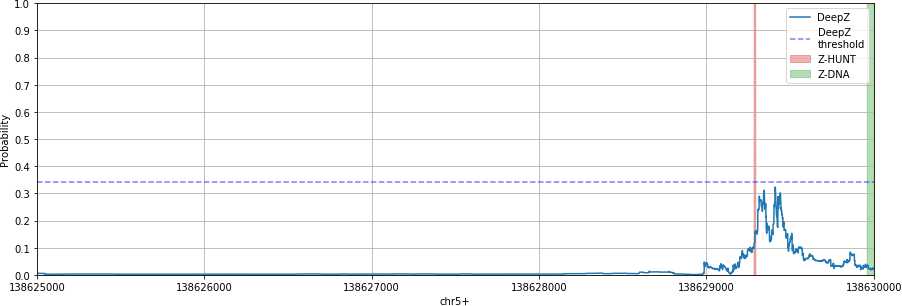 1.0
0.9
0.8
0.7
0.6
0.5
0.4
0.3
0.2
0.1
0.0
Probability
DeepZ
DeepZ
threshold
Z-HUNT
Z-DNA
138625000 138626000 138627000 138628000 138629000 138630000
chr5+